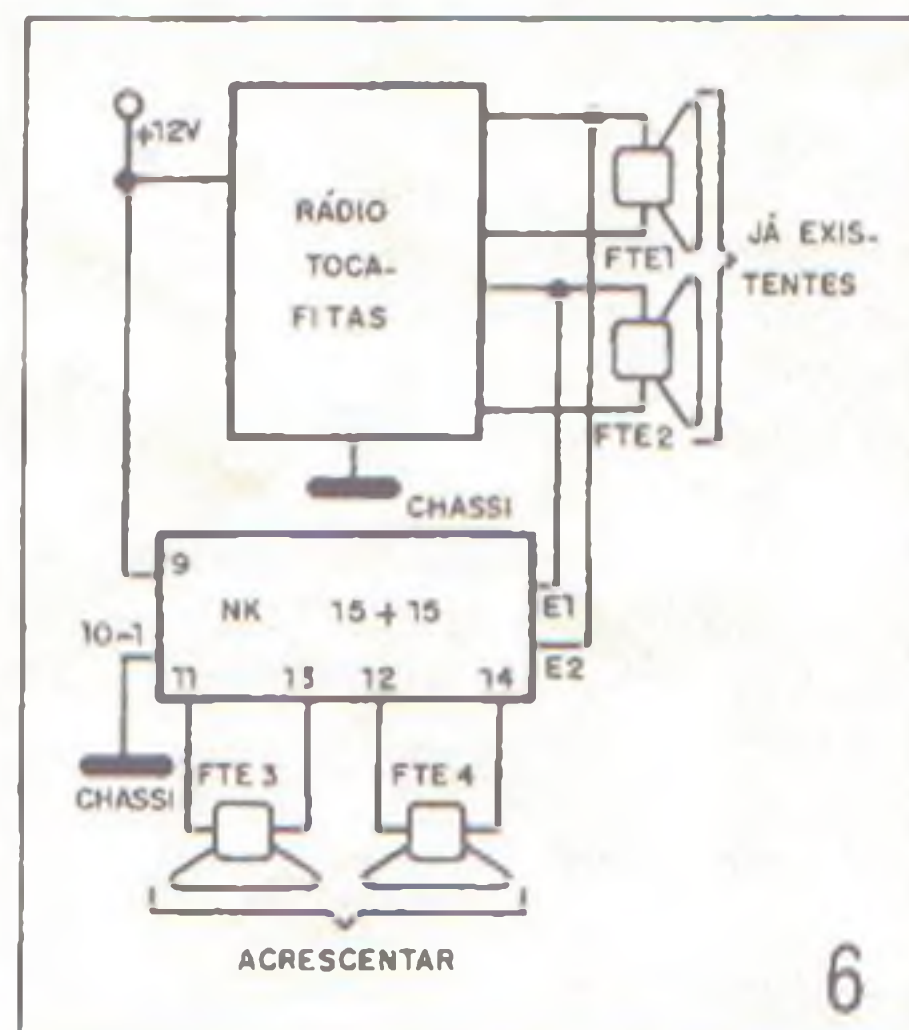 +12V
RÁDIO
TOCA-
FITAS
FTE1
JÁ EXIS-
TENTES
FTE2
CHASSI
9
NK 15 + 15
E1
10-1
E2
11 13 12 14
CHASSI
FTE 3
FTE 4
ACRESCENTAR
6